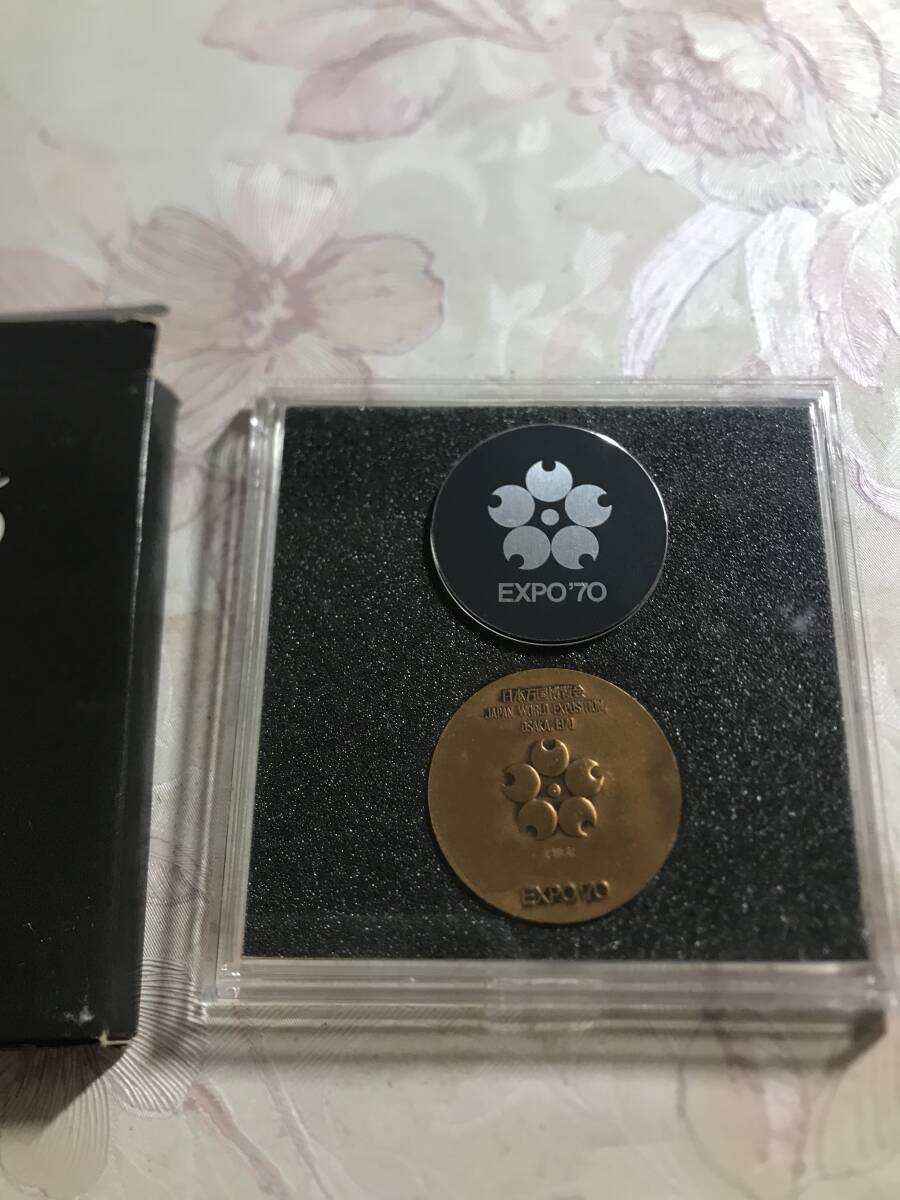 EXPO'70
日本万国博覧会
JAPAN WORLD EXPOSITION
OSAKA, 1970
EXPO'70